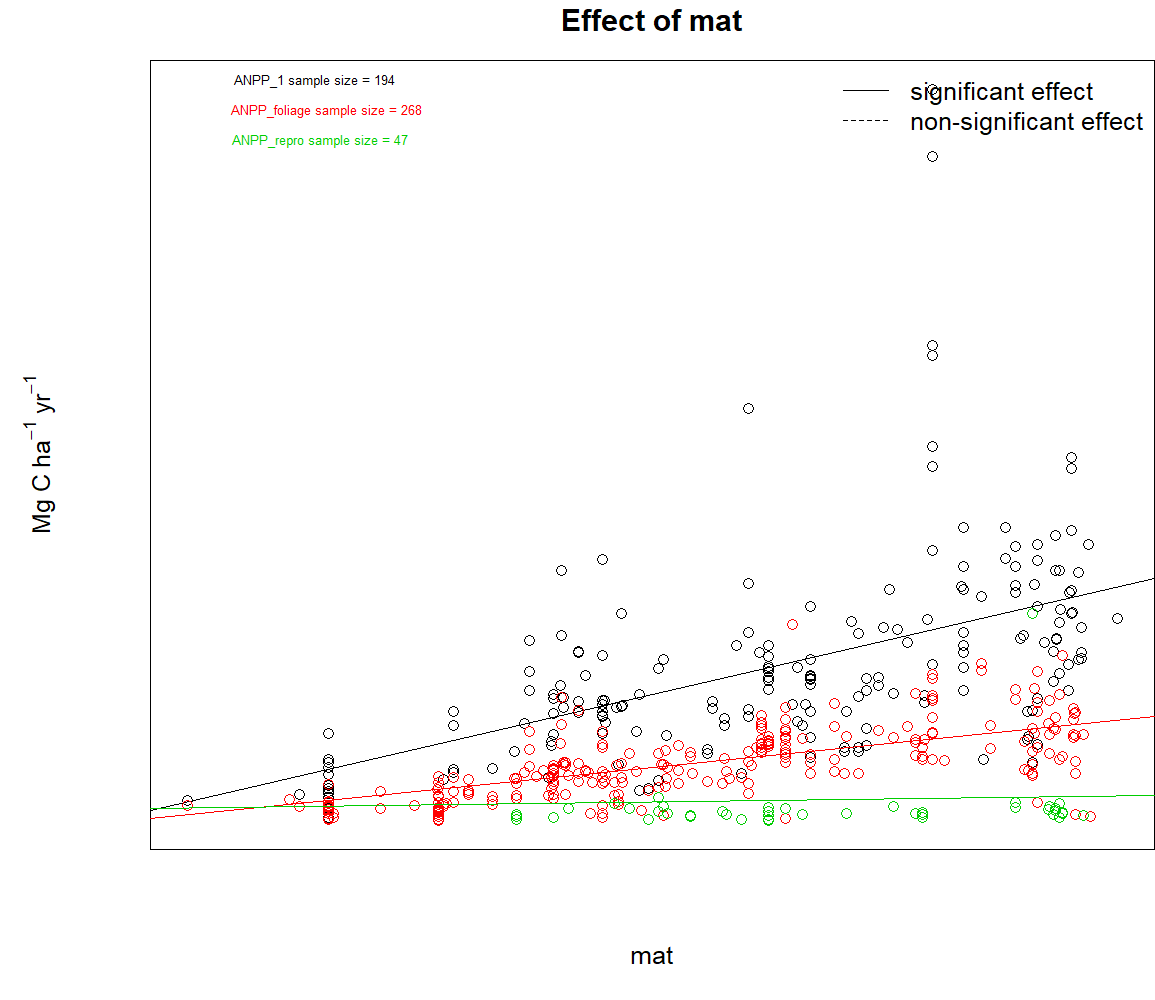 Effect of mat
ANPP_1 sample size = 194
ANPP_foliage sample size = 268
ANPP_repro sample size = 47
significant effect
non-significant effect
Mg C ha⁻¹ yr⁻¹
mat